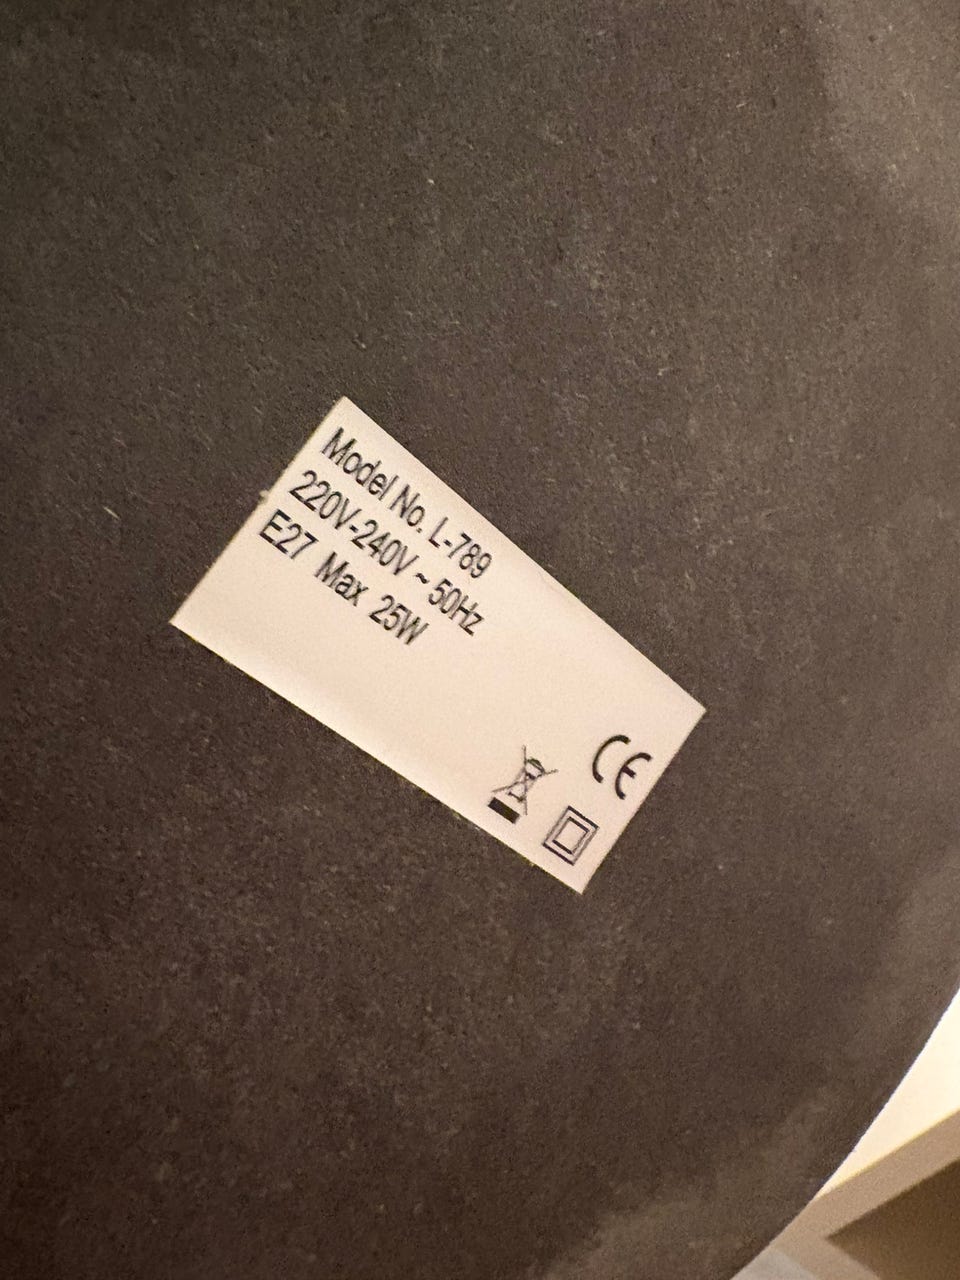 Model No. L-789
220V-240V ~ 50Hz
E27 Max 25W
CE